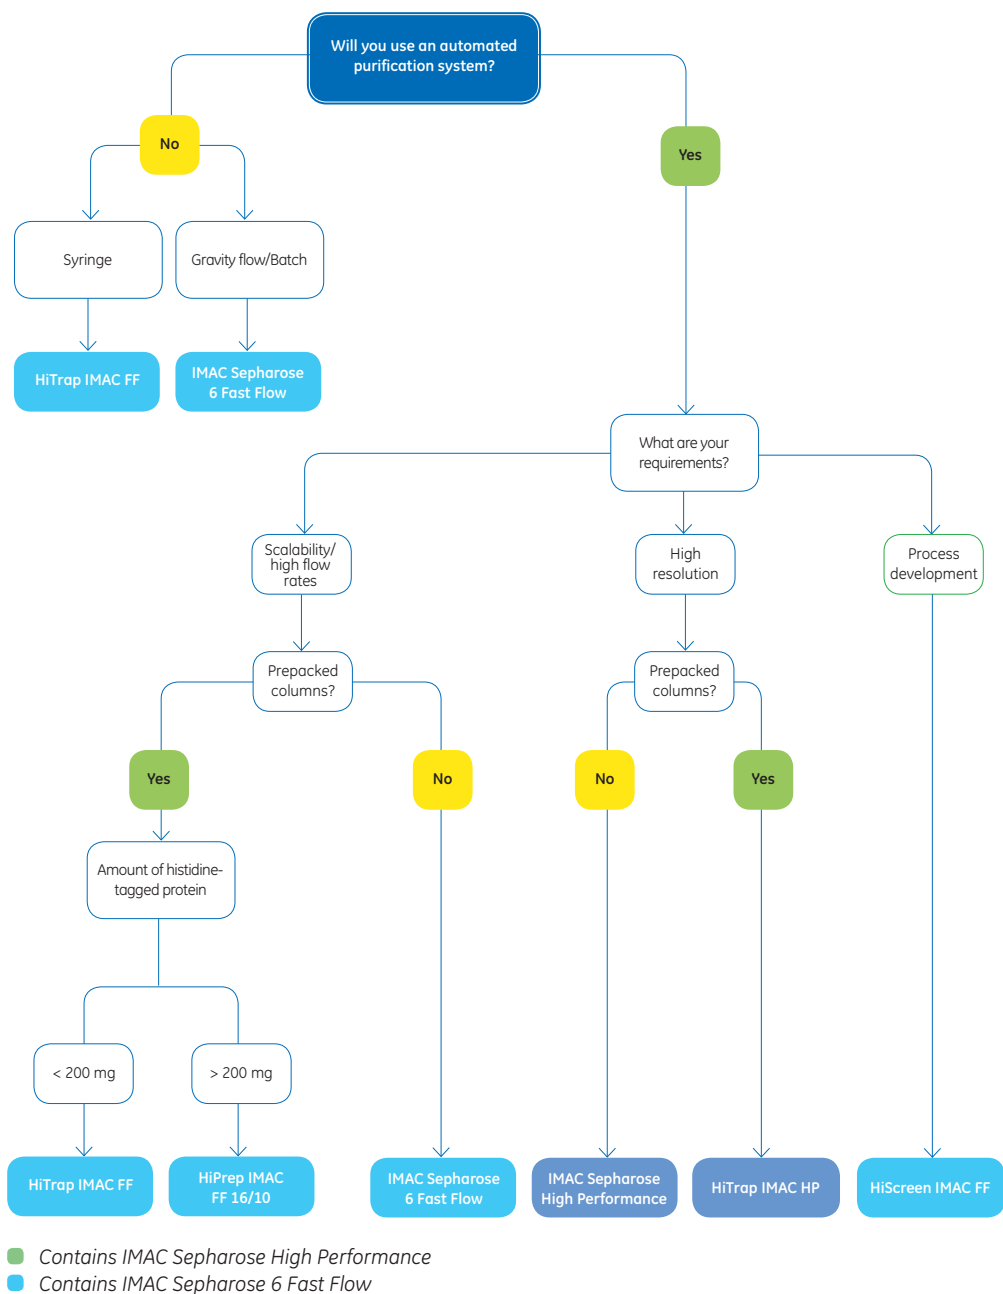 Will you use an automated
purification system?
No
Yes
Syringe
Gravity flow/Batch
HiTrap IMAC FF
IMAC Sepharose
6 Fast Flow
What are your
requirements?
Scalability/
high flow
rates
High
resolution
Process
development
Prepacked
columns?
Prepacked
columns?
Yes
No
No
Yes
Amount of histidine-
tagged protein
< 200 mg
> 200 mg
HiTrap IMAC FF
HiPrep IMAC
FF 16/10
IMAC Sepharose
6 Fast Flow
IMAC Sepharose
High Performance
HiTrap IMAC HP
HiScreen IMAC FF
Contains IMAC Sepharose High Performance
Contains IMAC Sepharose 6 Fast Flow